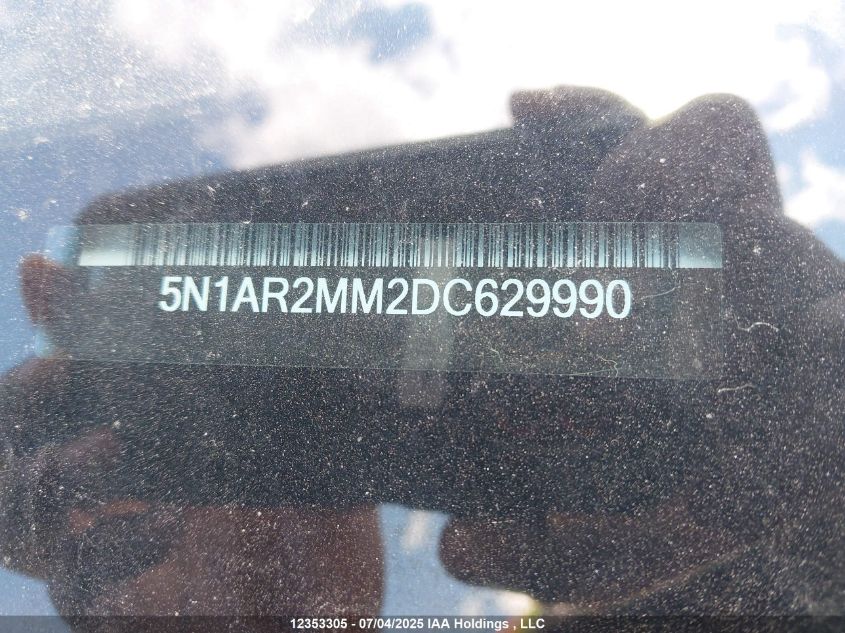 5N1AR2MM2DC629990
12353305 - 07/04/2025 IAA Holdings , LLC